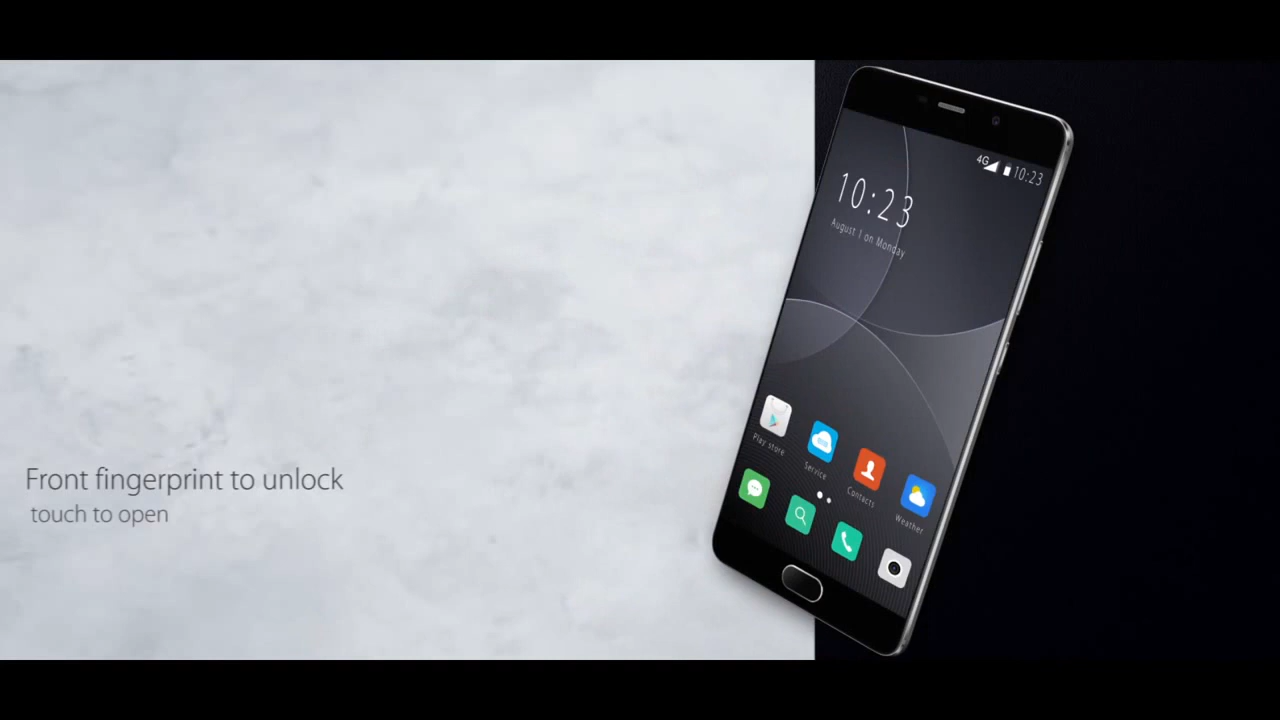 Front fingerprint to unlock
touch to open
4G 10:23
10:23
August 1 on Monday
Play store
Service
Contacts
Weather